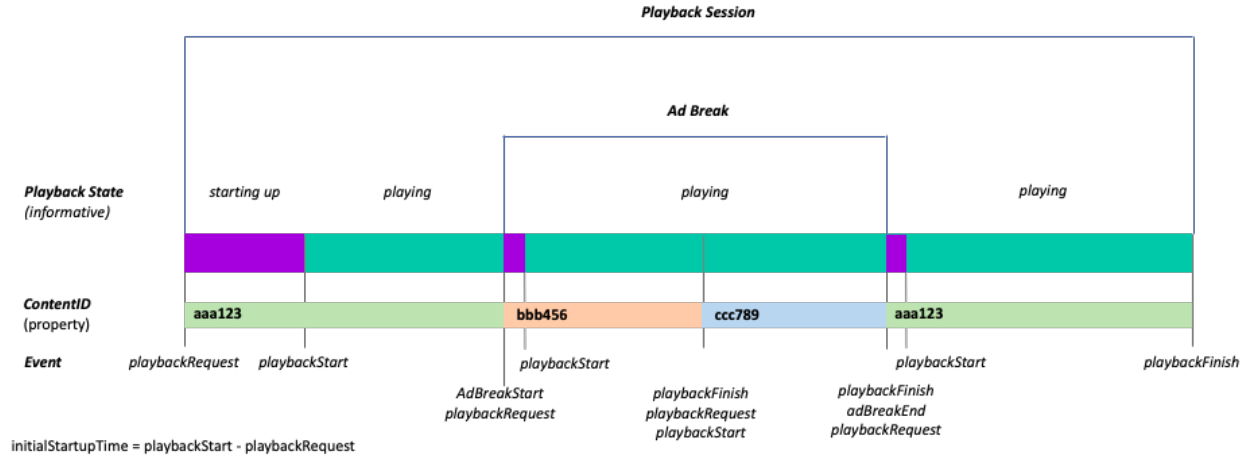 Playback Session
Ad Break
Playback State
(informative)
starting up
playing
playing
playing
ContentID
(property)
aaa123
bbb456
ccc789
aaa123
Event
playbackRequest
playbackStart
playbackStart
playbackStart
playbackFinish
AdBreakStart
playbackRequest
playbackFinish
playbackRequest
playbackStart
playbackFinish
adBreakEnd
playbackRequest
initialStartupTime = playbackStart - playbackRequest